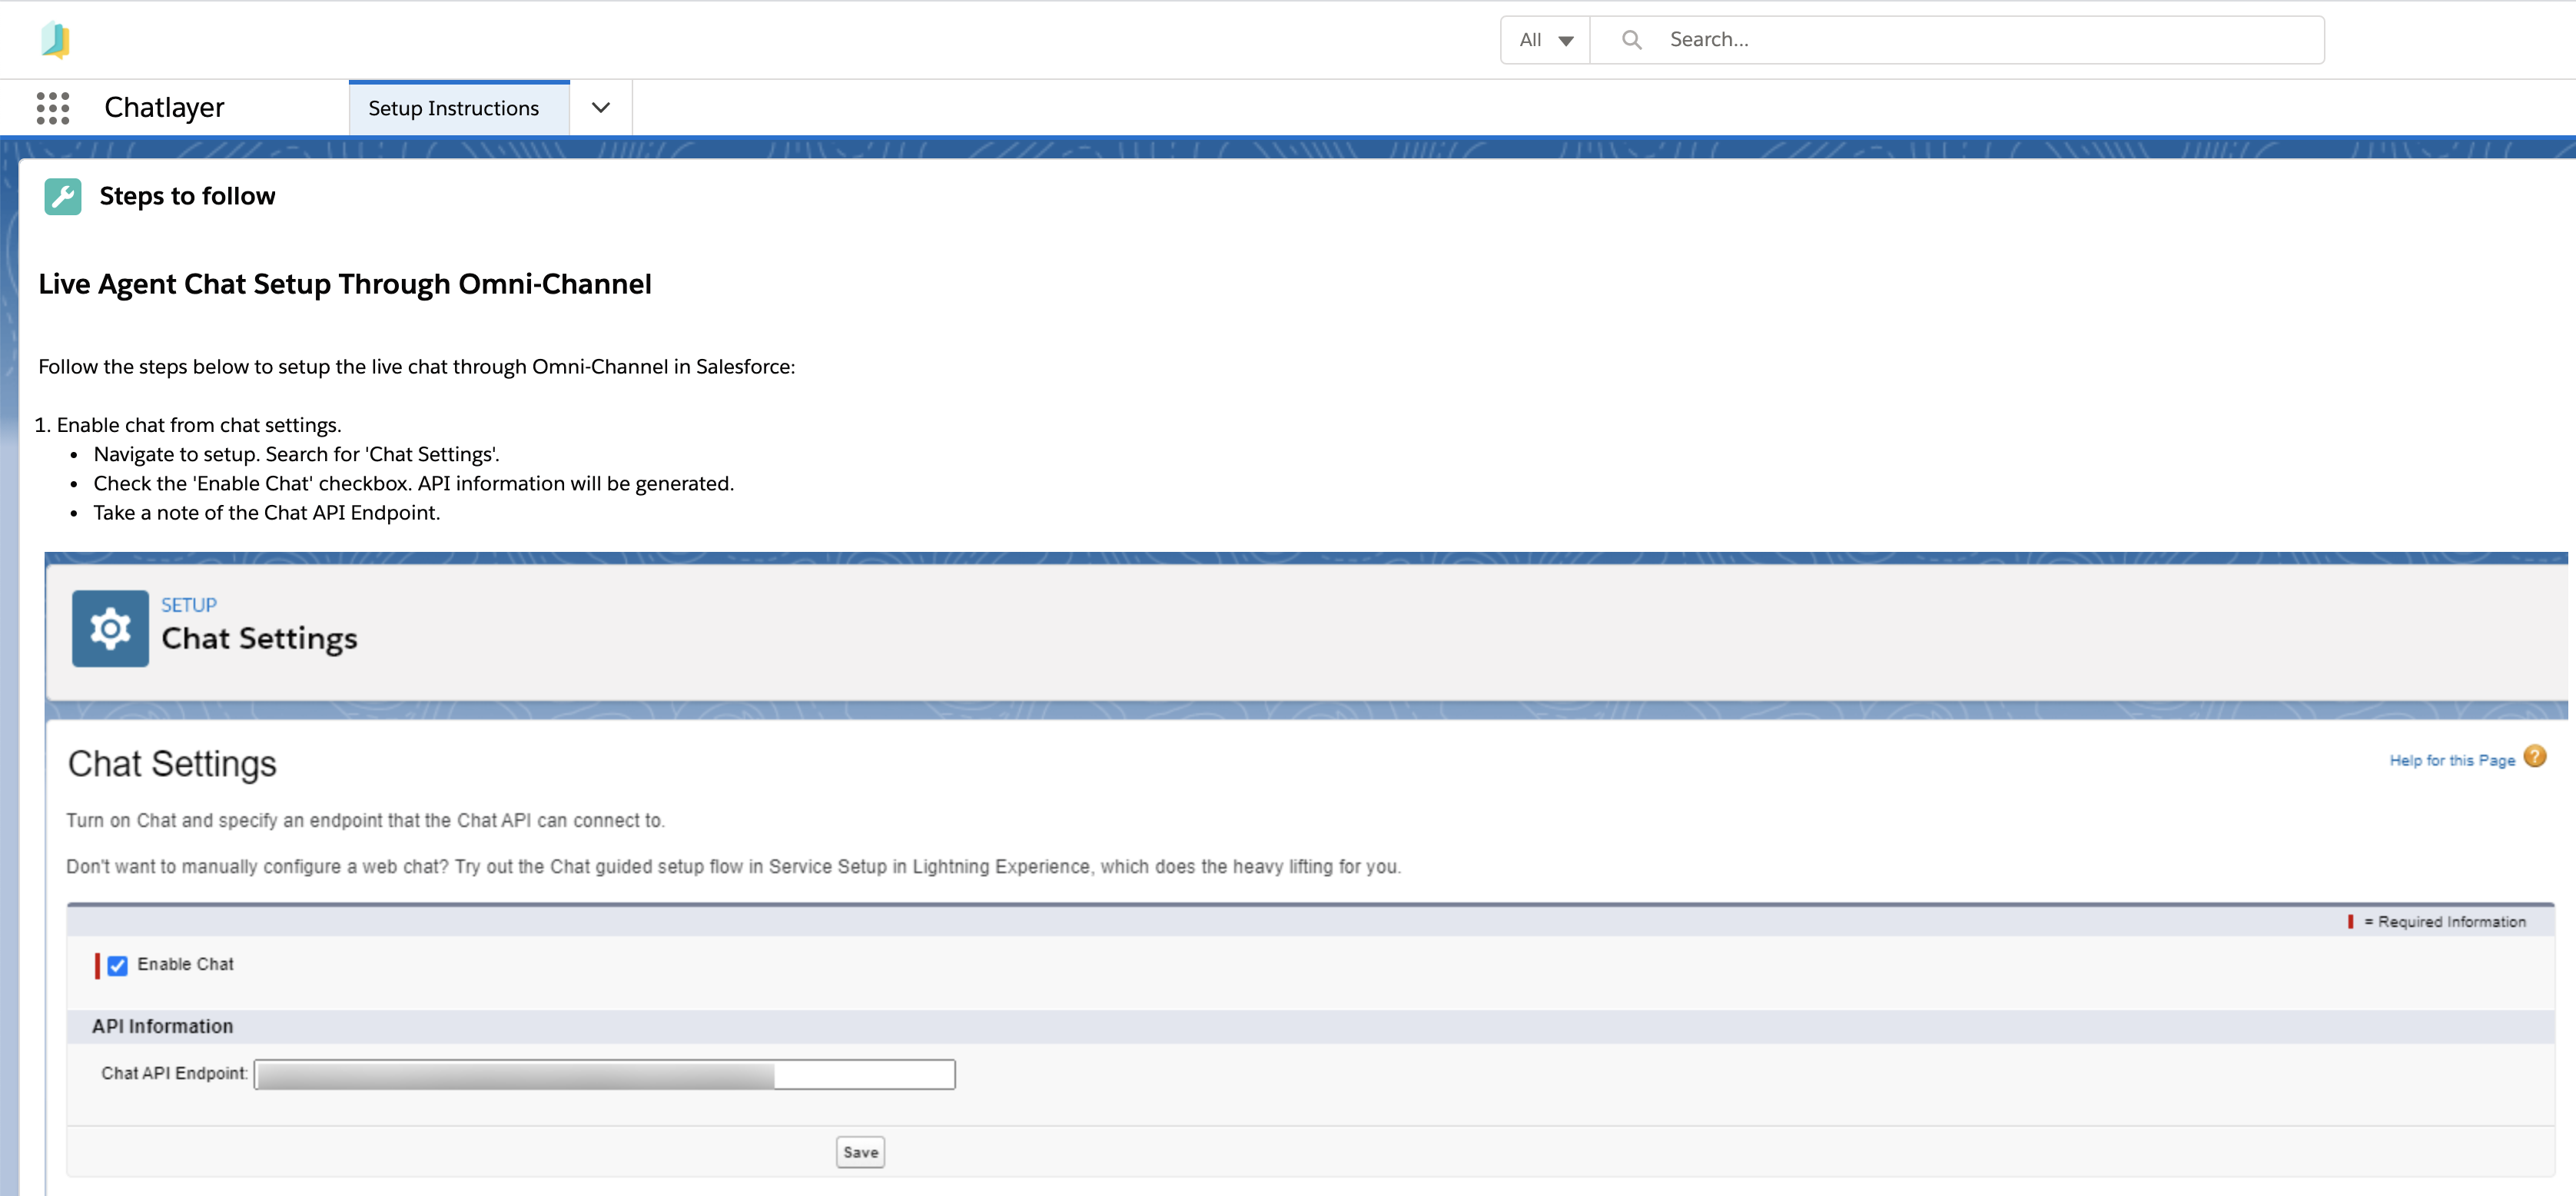 All
Search...
Chatlayer
Setup Instructions
Steps to follow
Live Agent Chat Setup Through Omni-Channel
Follow the steps below to setup the live chat through Omni-Channel in Salesforce:
1. Enable chat from chat settings.
• Navigate to setup. Search for 'Chat Settings'.
• Check the 'Enable Chat' checkbox. API information will be generated.
• Take a note of the Chat API Endpoint.
SETUP
Chat Settings
Chat Settings
Help for this Page ?
Turn on Chat and specify an endpoint that the Chat API can connect to.
Don't want to manually configure a web chat? Try out the Chat guided setup flow in Service Setup in Lightning Experience, which does the heavy lifting for you.
= Required Information
Enable Chat
API Information
Chat API Endpoint:
Save